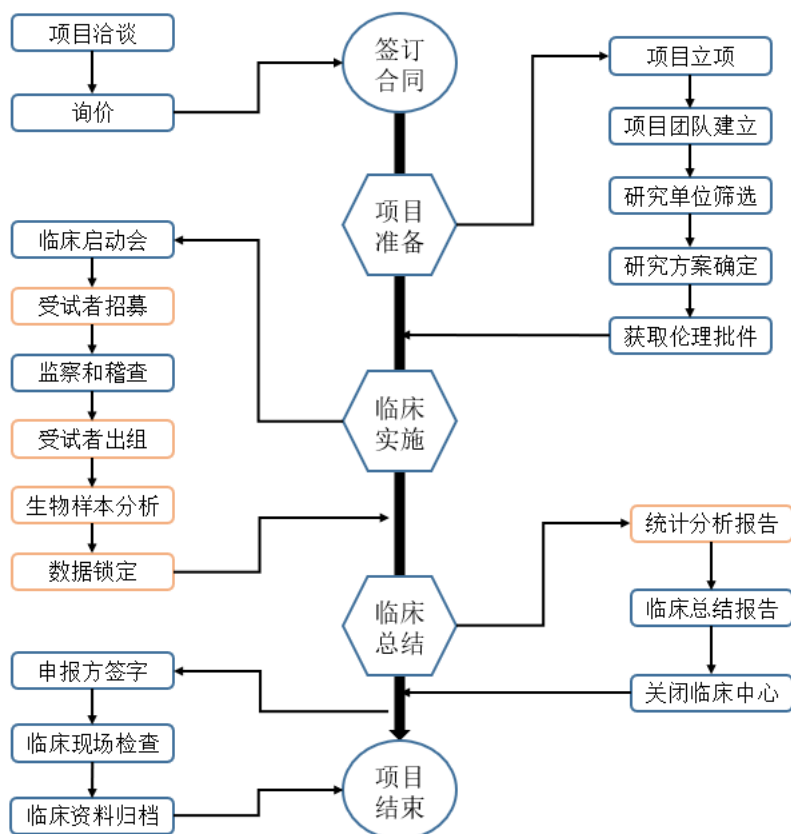 项目洽谈
询价
签订
合同
项目
准备
项目立项
项目团队建立
研究单位筛选
研究方案确定
获取伦理批件
临床
实施
临床启动会
受试者招募
监察和稽查
受试者出组
生物样本分析
数据锁定
临床
总结
统计分析报告
临床总结报告
关闭临床中心
申报方签字
临床现场检查
临床资料归档
项目
结束